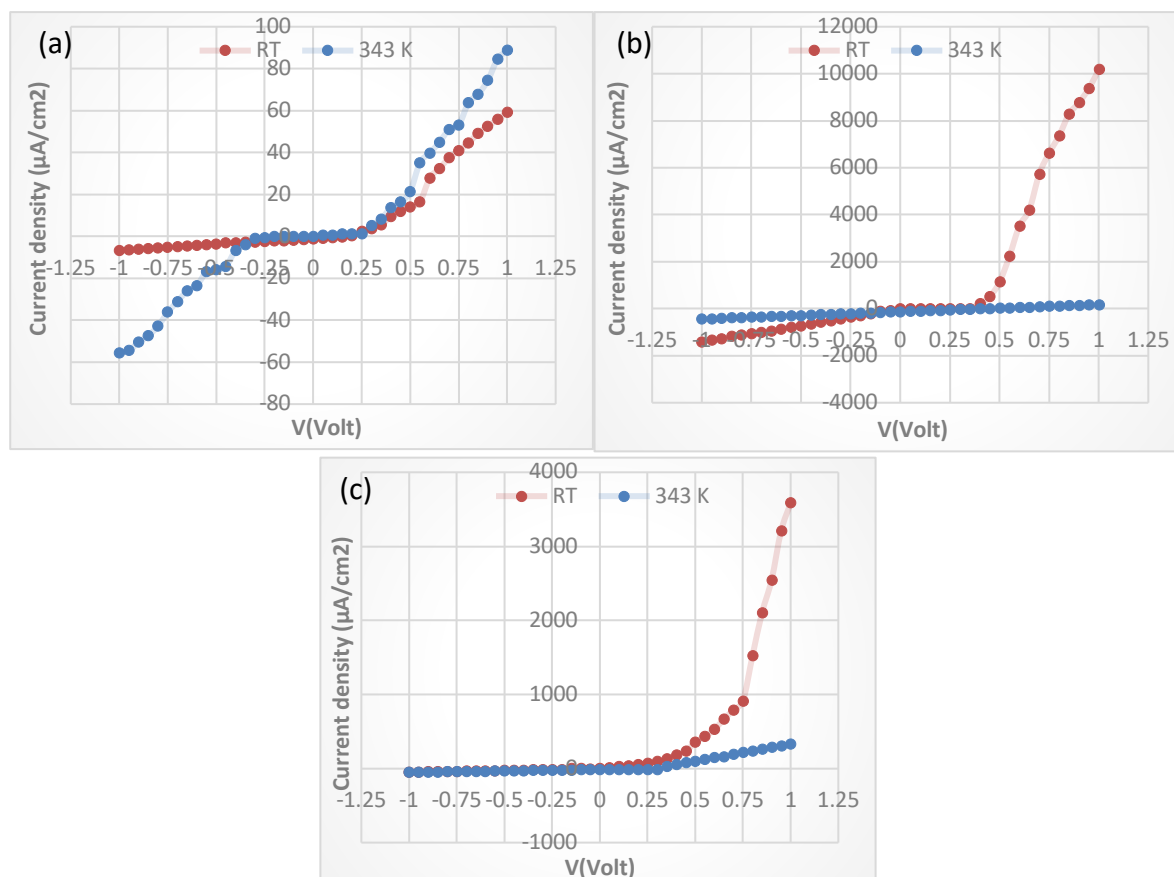 (a)
RT 343 K
100
80
60
40
20
0
-20
-40
-60
-80
-1.25 -1 -0.75 -0.5 -0.25 0 0.25 0.5 0.75 1 1.25
Current density (µA/cm2)
V(Volt)
(b)
RT 343 K
12000
10000
8000
6000
4000
2000
0
-2000
-4000
-1.25 -1 -0.75 -0.5 -0.25 0 0.25 0.5 0.75 1 1.25
Current density (µA/cm2)
V(Volt)
(c)
RT 343 K
4000
3000
2000
1000
0
-1000
-1.25 -1 -0.75 -0.5 -0.25 0 0.25 0.5 0.75 1 1.25
Current density (µA/cm2)
V(Volt)